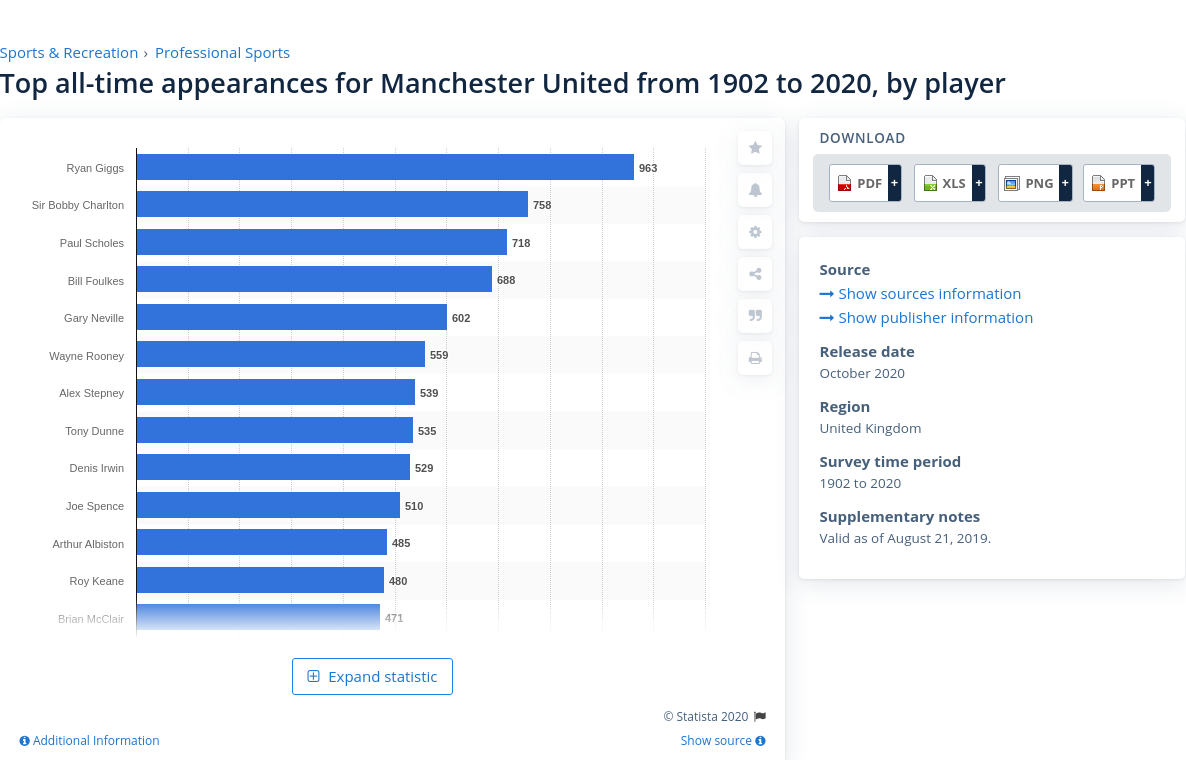 Sports & Recreation › Professional Sports
Top all-time appearances for Manchester United from 1902 to 2020, by player
Ryan Giggs 963
Sir Bobby Charlton 758
Paul Scholes 718
Bill Foulkes 688
Gary Neville 602
Wayne Rooney 559
Alex Stepney 539
Tony Dunne 535
Denis Irwin 529
Joe Spence 510
Arthur Albiston 485
Roy Keane 480
Brian McClair 471
Expand statistic
© Statista 2020
Additional Information
Show source
DOWNLOAD
PDF + XLS + PNG + PPT +
Source
Show sources information
Show publisher information
Release date
October 2020
Region
United Kingdom
Survey time period
1902 to 2020
Supplementary notes
Valid as of August 21, 2019.